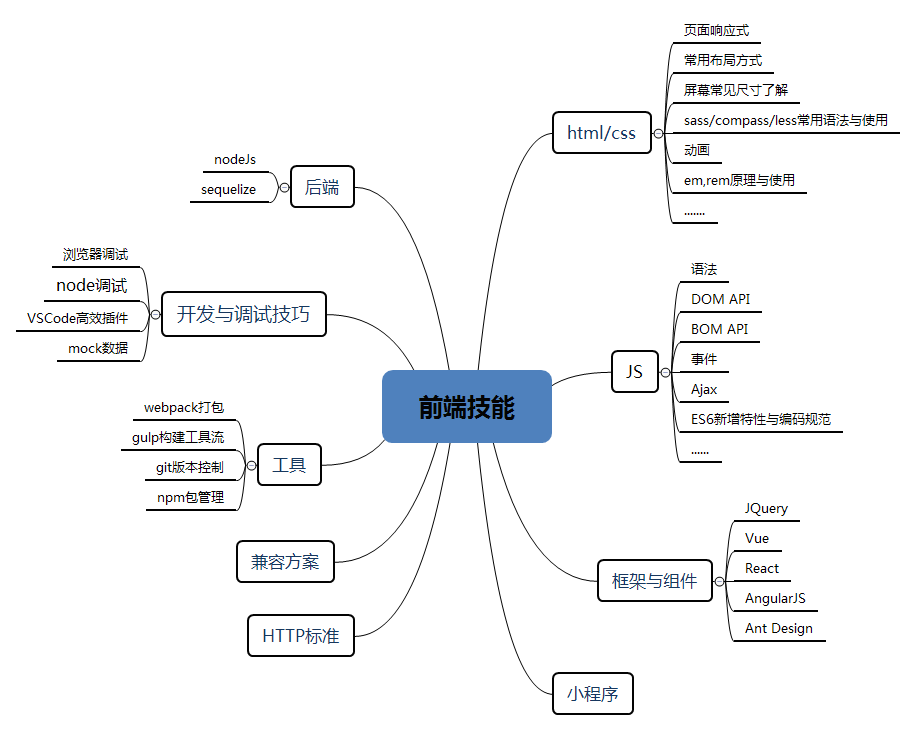 前端技能
html/css
页面响应式
常用布局方式
屏幕常见尺寸了解
sass/compass/less常用语法与使用
动画
em,rem原理与使用
.......
JS
语法
DOM API
BOM API
事件
Ajax
ES6新增特性与编码规范
......
框架与组件
JQuery
Vue
React
AngularJS
Ant Design
小程序
后端
nodeJs
sequelize
开发与调试技巧
浏览器调试
node调试
VSCode高效插件
mock数据
工具
webpack打包
gulp构建工具流
git版本控制
npm包管理
兼容方案
HTTP标准